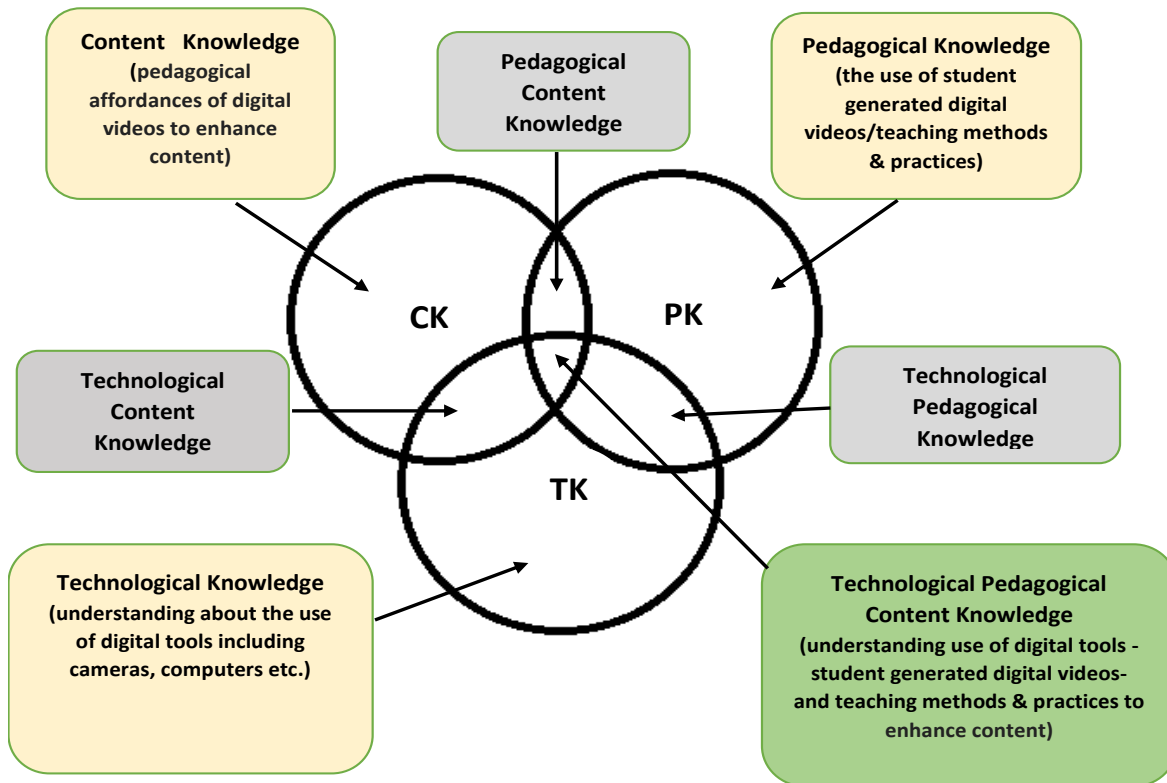 Content Knowledge
(pedagogical
affordances of digital
videos to enhance
content)
Pedagogical
Content
Knowledge
Pedagogical Knowledge
(the use of student
generated digital
videos/teaching methods
& practices)
CK
PK
Technological
Content
Knowledge
Technological
Pedagogical
Knowledge
TK
Technological Knowledge
(understanding about the use
of digital tools including
cameras, computers etc.)
Technological Pedagogical
Content Knowledge
(understanding use of digital tools -
student generated digital videos-
and teaching methods & practices to
enhance content)